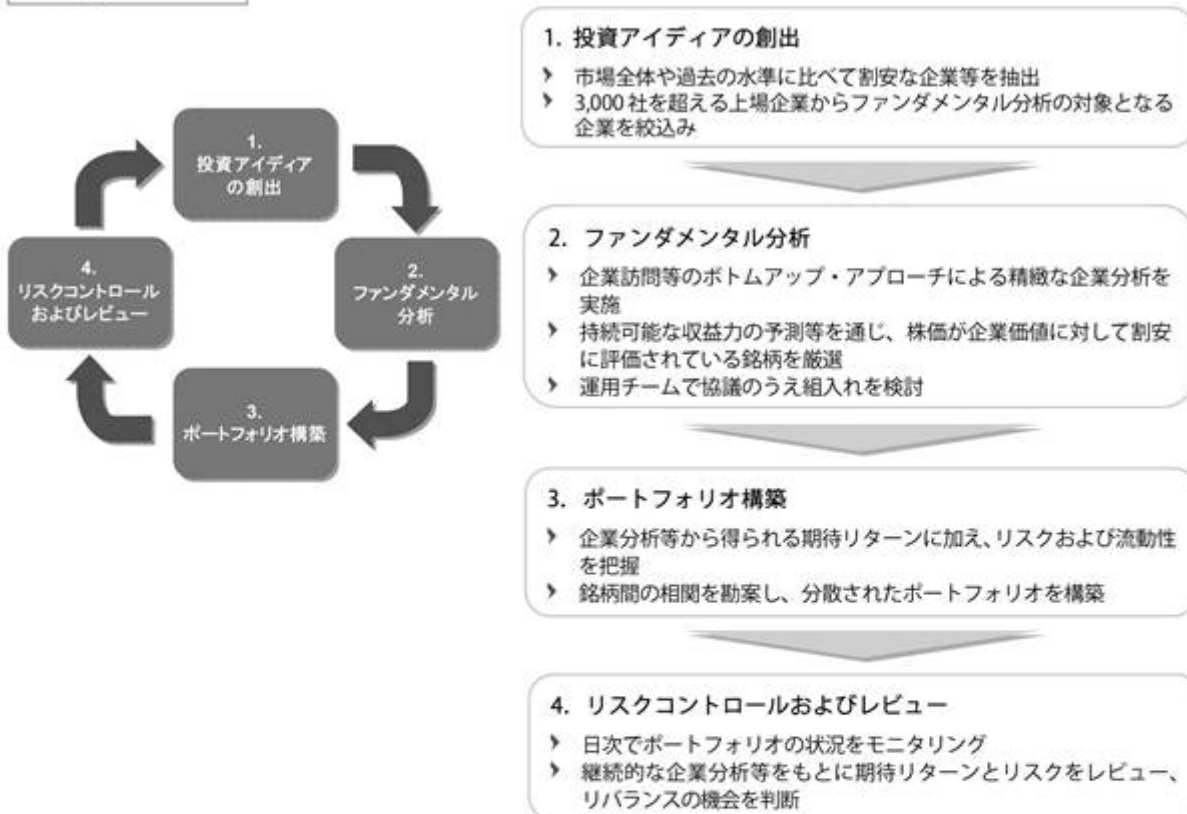 1.
投資アイディア
の創出
2.
ファンダメンタル
分析
3.
ポートフォリオ構築
4.
リスクコントロール
およびレビュー
1. 投資アイディアの創出
市場全体や過去の水準に比べて割安な企業等を抽出
3,000 社を超える上場企業からファンダメンタル分析の対象となる
企業を絞込み
2. ファンダメンタル分析
企業訪問等のボトムアップ・アプローチによる精緻な企業分析を
実施
持続可能な収益力の予測等を通じ、株価が企業価値に対して割安
に評価されている銘柄を厳選
運用チームで協議のうえ組入れを検討
3. ポートフォリオ構築
企業分析等から得られる期待リターンに加え、リスクおよび流動性
を把握
銘柄間の相関を勘案し、分散されたポートフォリオを構築
4. リスクコントロールおよびレビュー
日次でポートフォリオの状況をモニタリング
継続的な企業分析等をもとに期待リターンとリスクをレビュー、
リバランスの機会を判断